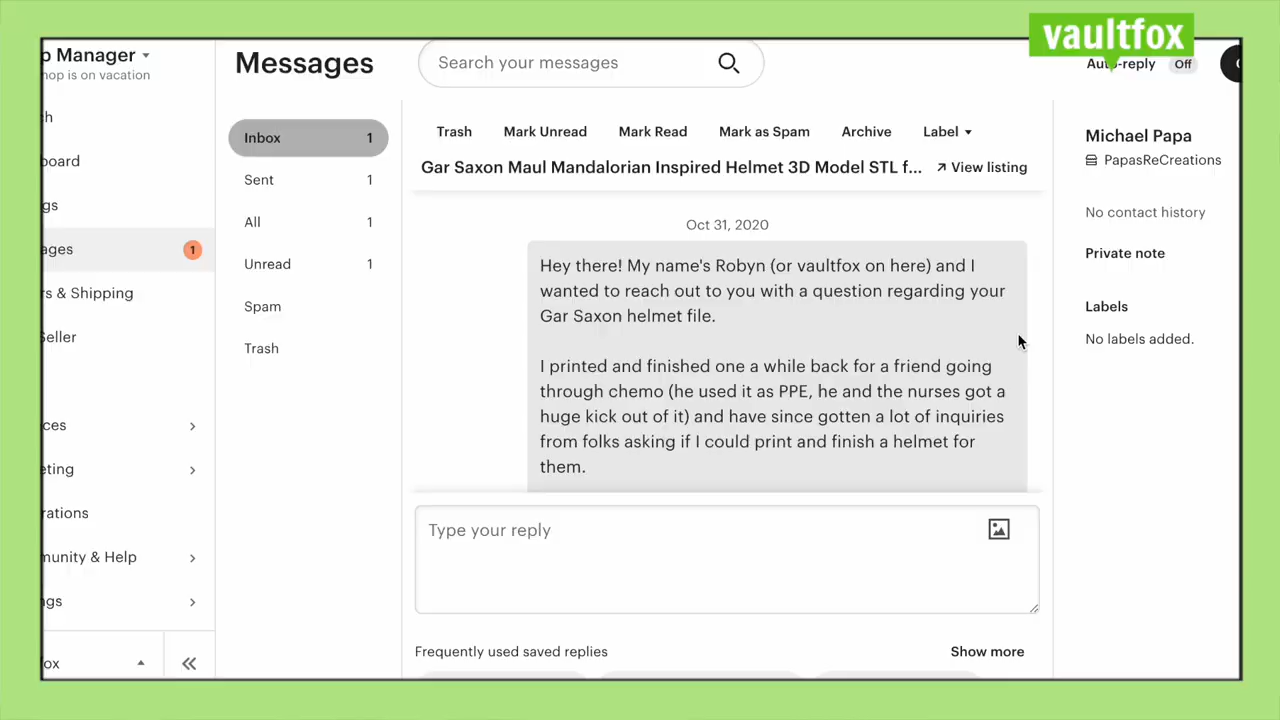 vaultfox
p Manager
hop is on vacation
Messages
Search your messages
Auto-reply
Off
ch
oard
gs
ages
1
rs & Shipping
Seller
ces
eting
rations
munity & Help
ngs
ox
Inbox 1
Sent 1
All 1
Unread 1
Spam
Trash
Trash Mark Unread Mark Read Mark as Spam Archive Label
Gar Saxon Maul Mandalorian Inspired Helmet 3D Model STL f... View listing
Oct 31, 2020
Hey there! My name's Robyn (or vaultfox on here) and I
wanted to reach out to you with a question regarding your
Gar Saxon helmet file.
I printed and finished one a while back for a friend going
through chemo (he used it as PPE, he and the nurses got a
huge kick out of it) and have since gotten a lot of inquiries
from folks asking if I could print and finish a helmet for
them.
Type your reply
Frequently used saved replies Show more
Michael Papa
PapasReCreations
No contact history
Private note
Labels
No labels added.